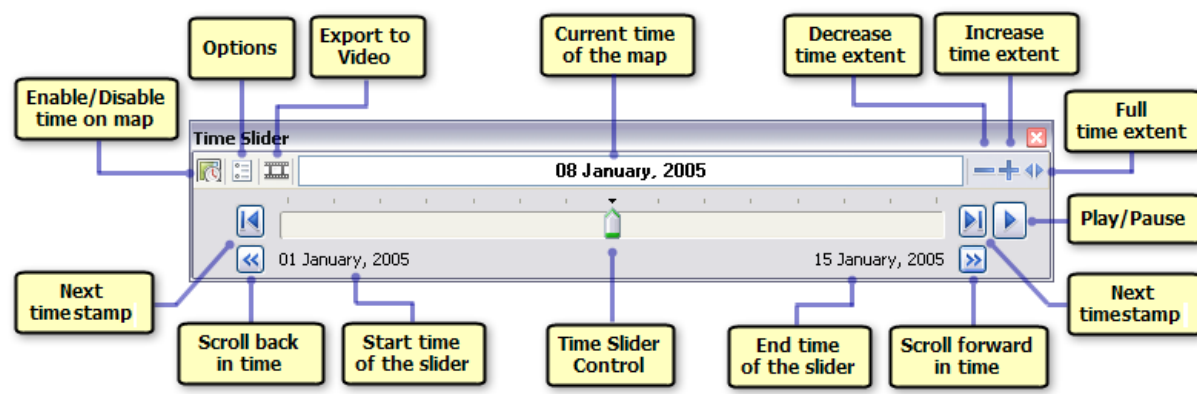 Options
Export to
Video
Current time
of the map
Decrease
time extent
Increase
time extent
Enable/Disable
time on map
Full
time extent
Time Slider
08 January, 2005
Play/Pause
01 January, 2005
15 January, 2005
Next
timestamp
Scroll back
in time
Start time
of the slider
Time Slider
Control
End time
of the slider
Scroll forward
in time
Next
timestamp